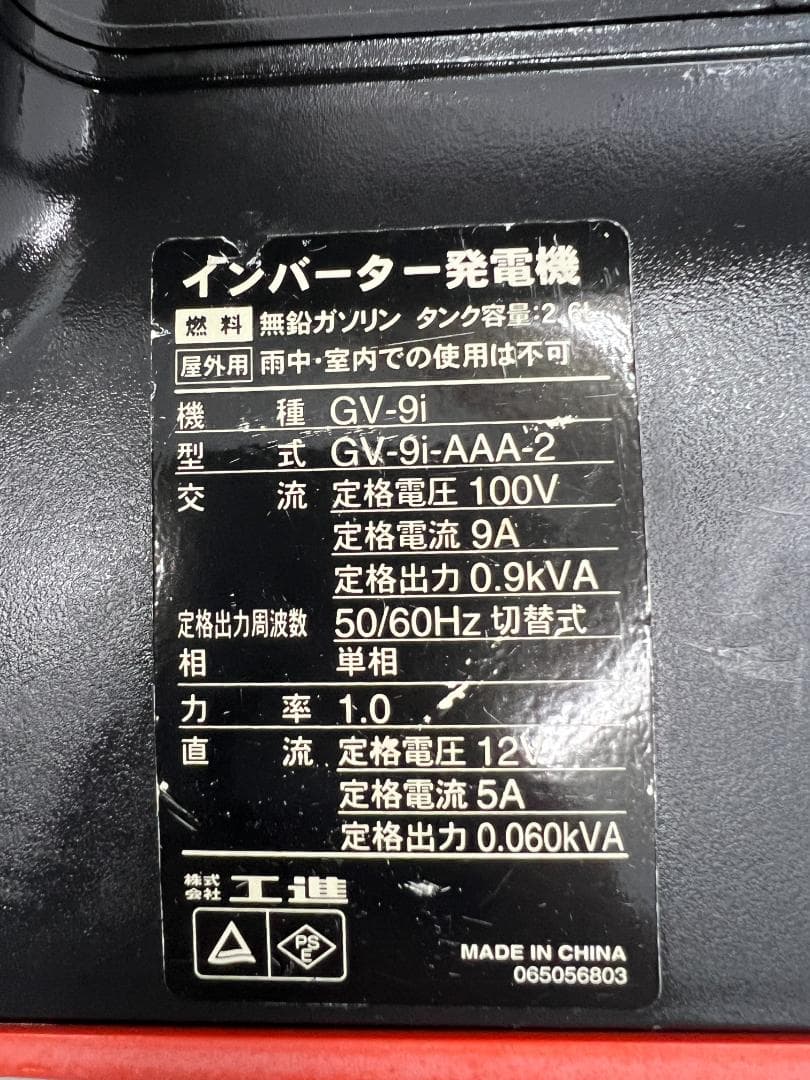 インバーター発電機
燃料 無鉛ガソリン タンク容量:2.6ℓ
屋外用 雨中・室内での使用は不可
機種 GV-9i
型式 GV-9i-AAA-2
交流 定格電圧 100V
定格電流 9A
定格出力 0.9kVA
定格出力周波数 50/60Hz 切替式
相 単相
力率 1.0
直流 定格電圧 12V
定格電流 5A
定格出力 0.060kVA
株式会社 工進
PSE
MADE IN CHINA
065056803